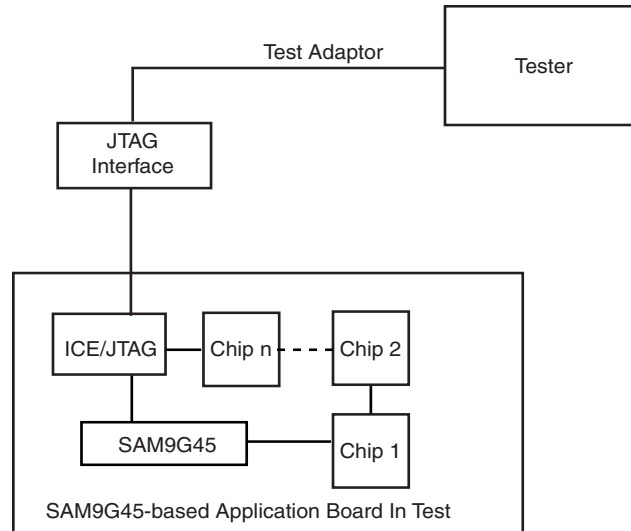 Test Adaptor
Tester
JTAG
Interface
ICE/JTAG
Chip n
Chip 2
SAM9G45
Chip 1
SAM9G45-based Application Board In Test